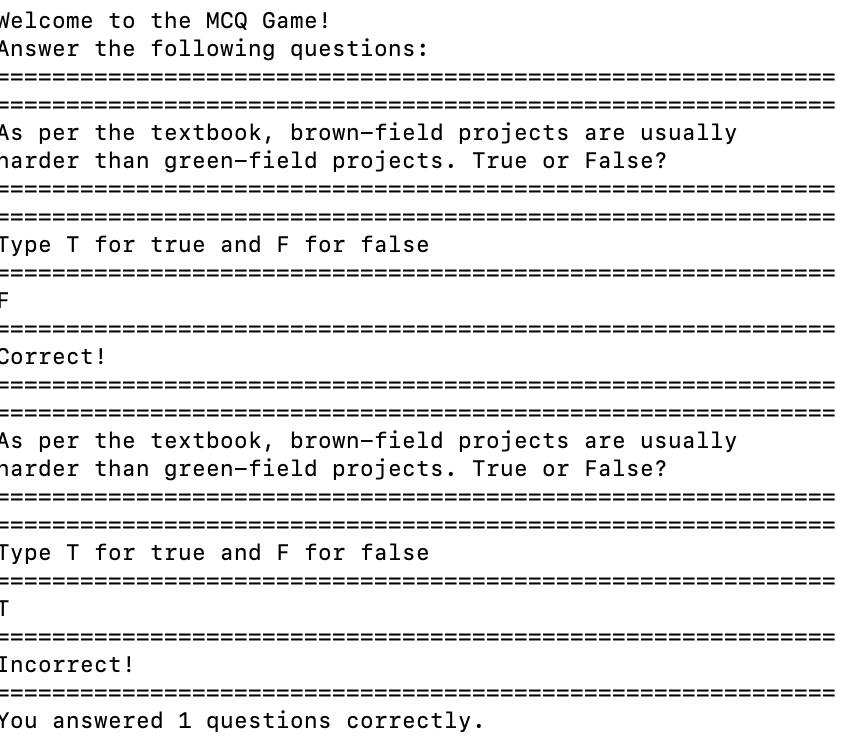 Welcome to the MCQ Game!
Answer the following questions:
============================================================
============================================================
As per the textbook, brown-field projects are usually
harder than green-field projects. True or False?
============================================================
============================================================
Type T for true and F for false
============================================================
F
============================================================
Correct!
============================================================
============================================================
As per the textbook, brown-field projects are usually
harder than green-field projects. True or False?
============================================================
============================================================
Type T for true and F for false
============================================================
T
============================================================
Incorrect!
============================================================
You answered 1 questions correctly.